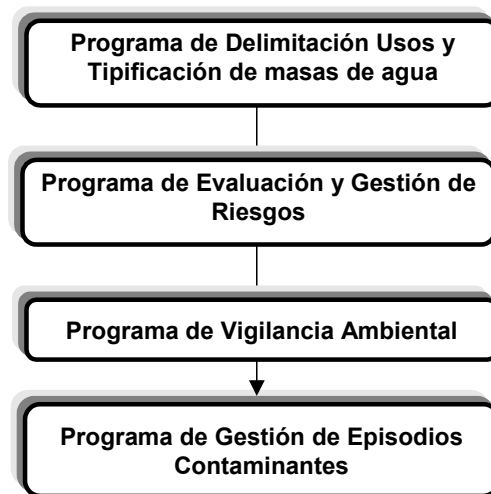 Programa de Delimitación Usos y
Tipificación de masas de agua
Programa de Evaluación y Gestión de
Riesgos
Programa de Vigilancia Ambiental
Programa de Gestión de Episodios
Contaminantes